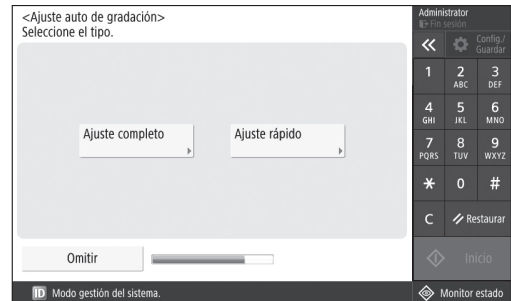 <Ajuste auto de gradación>
Seleccione el tipo.
Ajuste completo
Ajuste rápido
Omitir
ID Modo gestión del sistema.
Administrator
Fin sesión
Config./
Guardar
1
2
ABC
3
DEF
4
GHI
5
JKL
6
MNO
7
PQRS
8
TUV
9
WXYZ
*
0
#
C
Restaurar
Inicio
Monitor estado